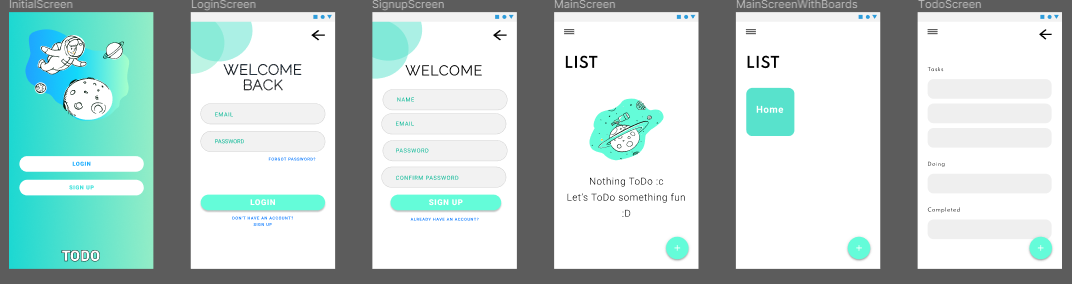 InitialScreen
LOGIN
SIGN UP
TODO
LoginScreen
WELCOME
BACK
EMAIL
PASSWORD
FORGOT PASSWORD?
LOGIN
DON'T HAVE AN ACCOUNT?
SIGN UP
SignupScreen
WELCOME
NAME
EMAIL
PASSWORD
CONFIRM PASSWORD
SIGN UP
ALREADY HAVE AN ACCOUNT?
MainScreen
LIST
Nothing ToDo :c
Let's ToDo something fun
:D
+
MainScreenWithBoards
LIST
Home
+
TodoScreen
Tasks
Doing
Completed
+